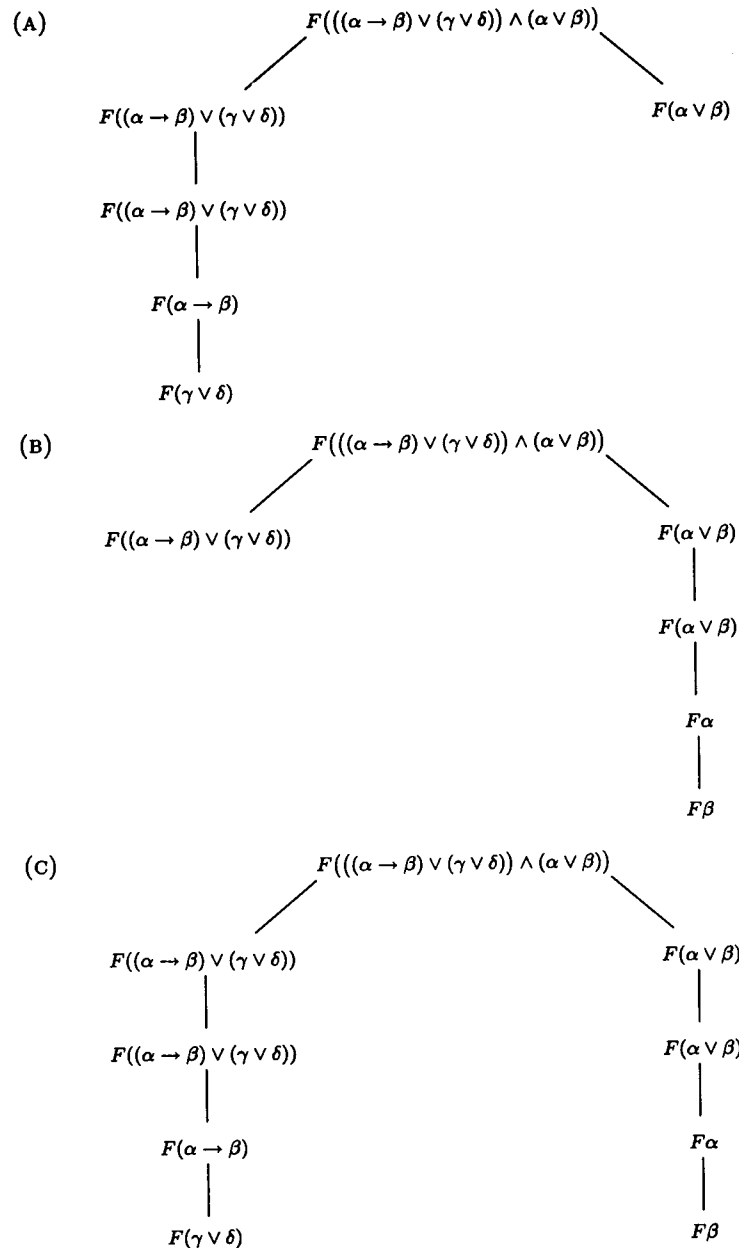 (A) F(((α → β) ∨ (γ ∨ δ)) ∧ (α ∨ β))
F((α → β) ∨ (γ ∨ δ)) F(α ∨ β)
F((α → β) ∨ (γ ∨ δ))
F(α → β)
F(γ ∨ δ)
(B) F(((α → β) ∨ (γ ∨ δ)) ∧ (α ∨ β))
F((α → β) ∨ (γ ∨ δ)) F(α ∨ β)
F(α ∨ β)
Fα
Fβ
(C) F(((α → β) ∨ (γ ∨ δ)) ∧ (α ∨ β))
F((α → β) ∨ (γ ∨ δ)) F(α ∨ β)
F((α → β) ∨ (γ ∨ δ)) F(α ∨ β)
F(α → β) Fα
F(γ ∨ δ) Fβ